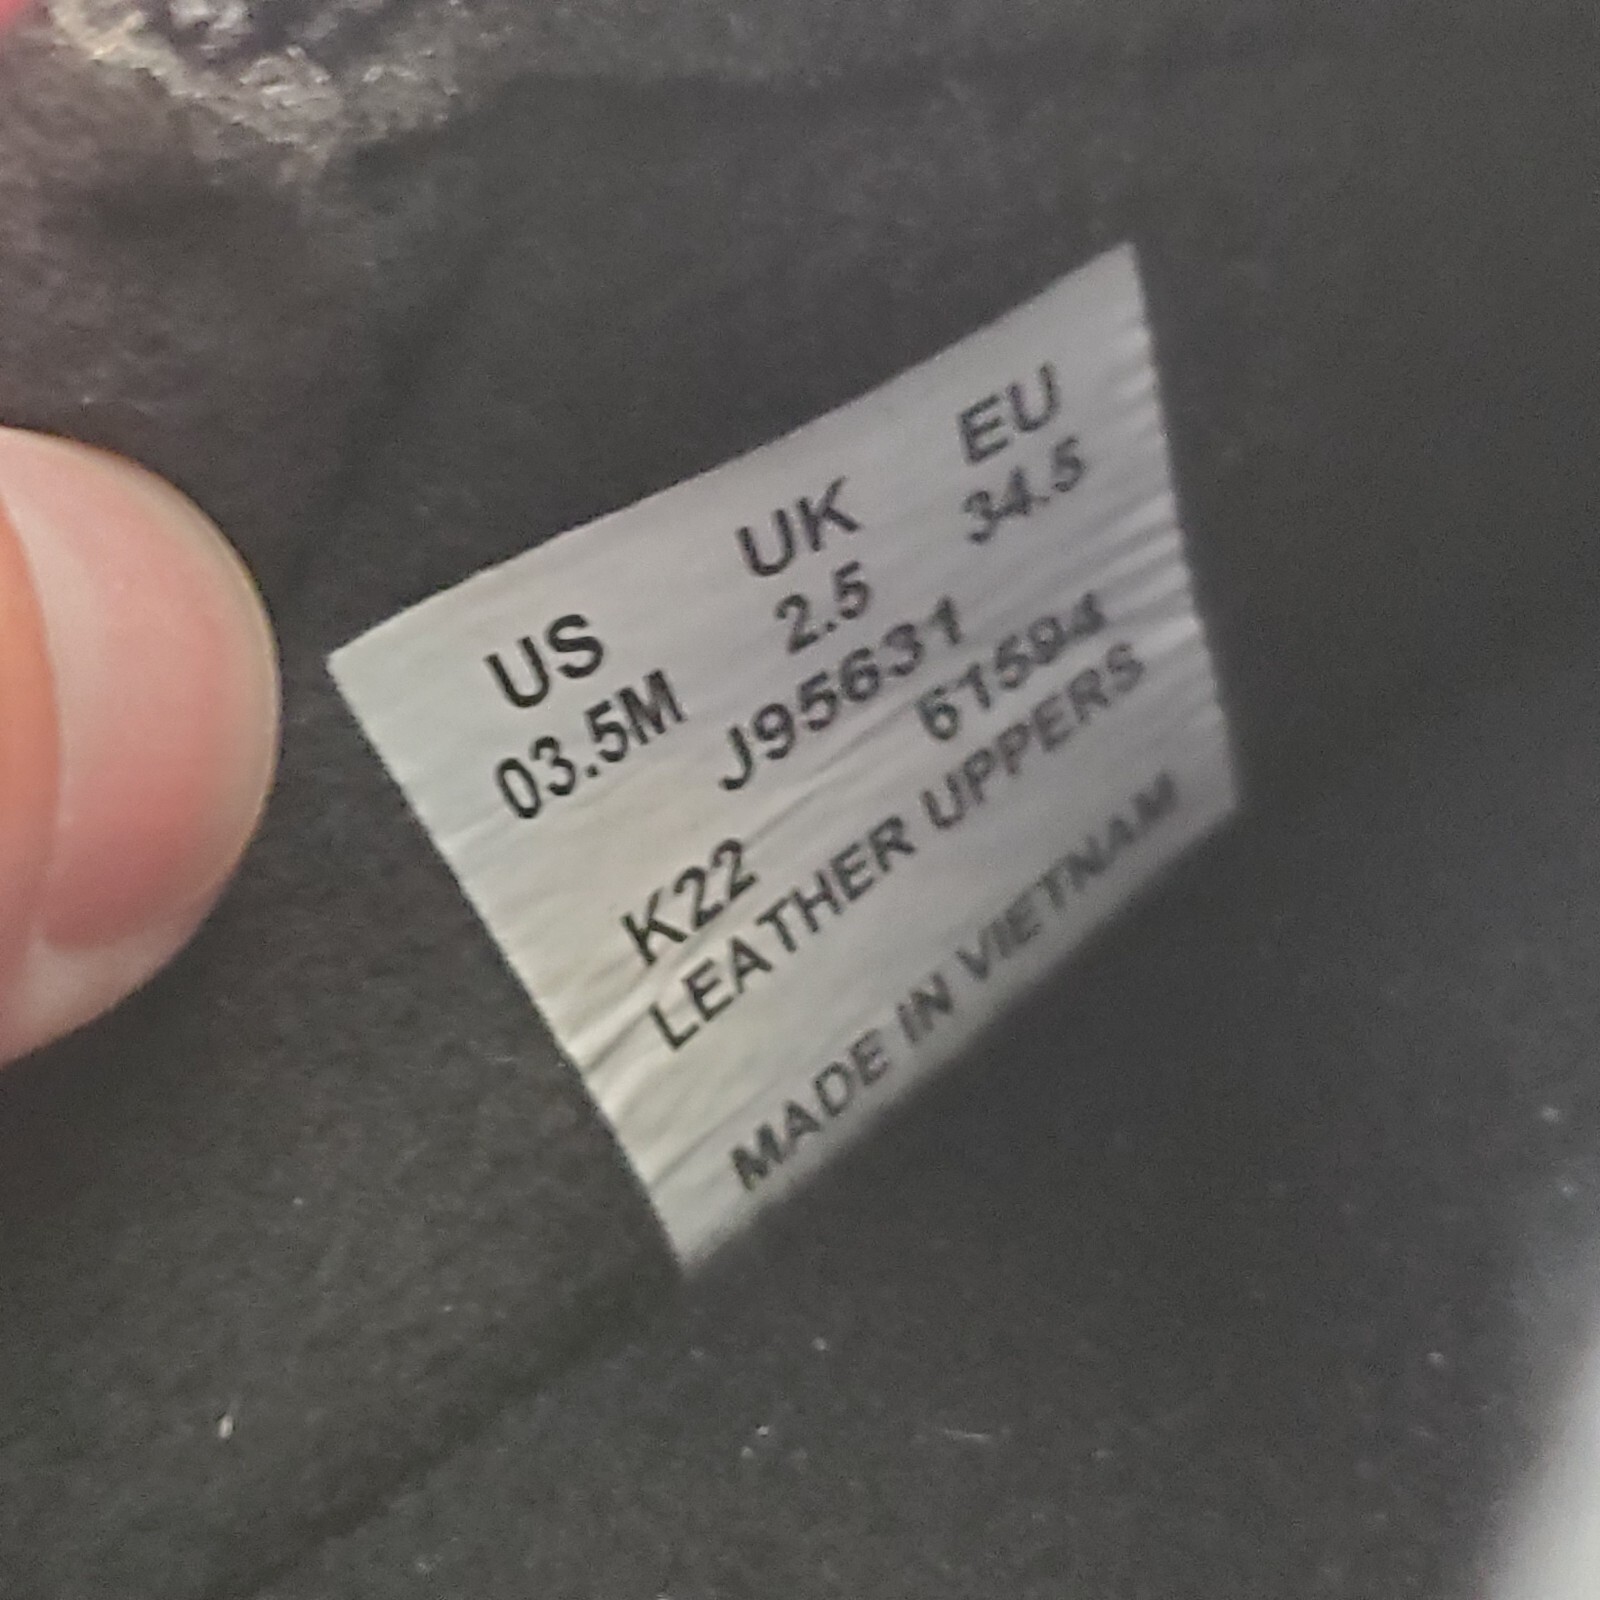 US UK EU
03.5M 2.5 34.5
J95631
K22 61594
LEATHER UPPERS
MADE IN VIETNAM